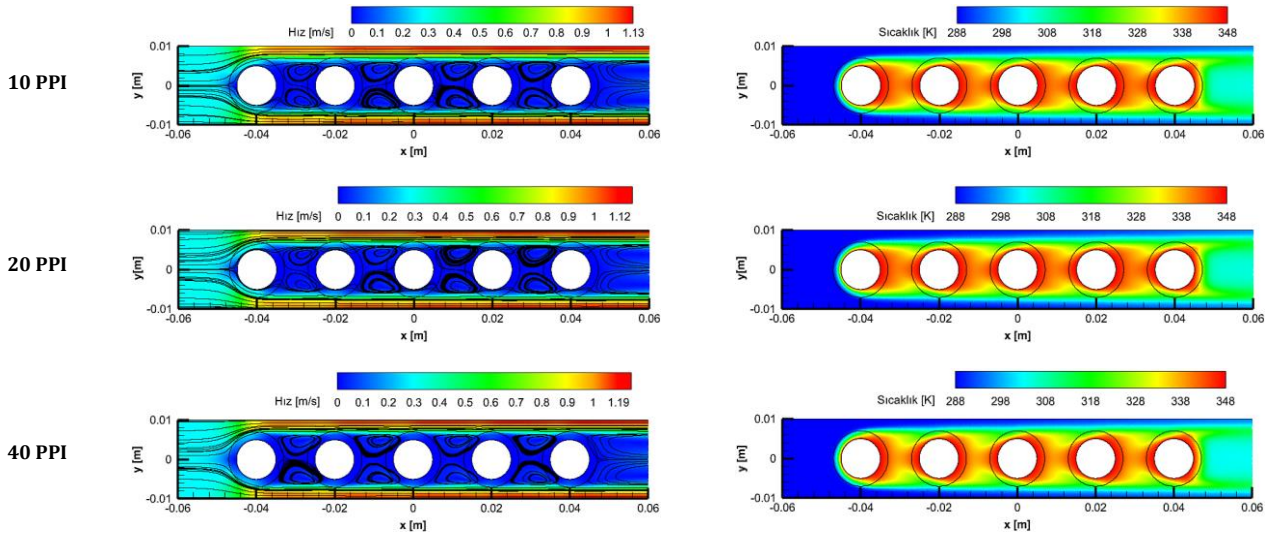 Hız [m/s] 0 0.1 0.2 0.3 0.4 0.5 0.6 0.7 0.8 0.9 1 1.13
Sıcaklık [K] 288 298 308 318 328 338 348
10 PPI
y [m]
0.01
0
-0.01
-0.06 -0.04 -0.02 0 0.02 0.04 0.06
x [m]
y [m]
0.01
0
-0.01
-0.06 -0.04 -0.02 0 0.02 0.04 0.06
x [m]
Hız [m/s] 0 0.1 0.2 0.3 0.4 0.5 0.6 0.7 0.8 0.9 1 1.12
Sıcaklık [K] 288 298 308 318 328 338 348
20 PPI
y[m]
0.01
0
-0.01
-0.06 -0.04 -0.02 0 0.02 0.04 0.06
x [m]
y [m]
0.01
0
-0.01
-0.06 -0.04 -0.02 0 0.02 0.04 0.06
x [m]
Hız [m/s] 0 0.1 0.2 0.3 0.4 0.5 0.6 0.7 0.8 0.9 1 1.19
Sıcaklık [K] 288 298 308 318 328 338 348
40 PPI
y [m]
0.01
0
-0.01
-0.06 -0.04 -0.02 0 0.02 0.04 0.06
x [m]
y [m]
0.01
0
-0.01
-0.06 -0.04 -0.02 0 0.02 0.04 0.06
x [m]